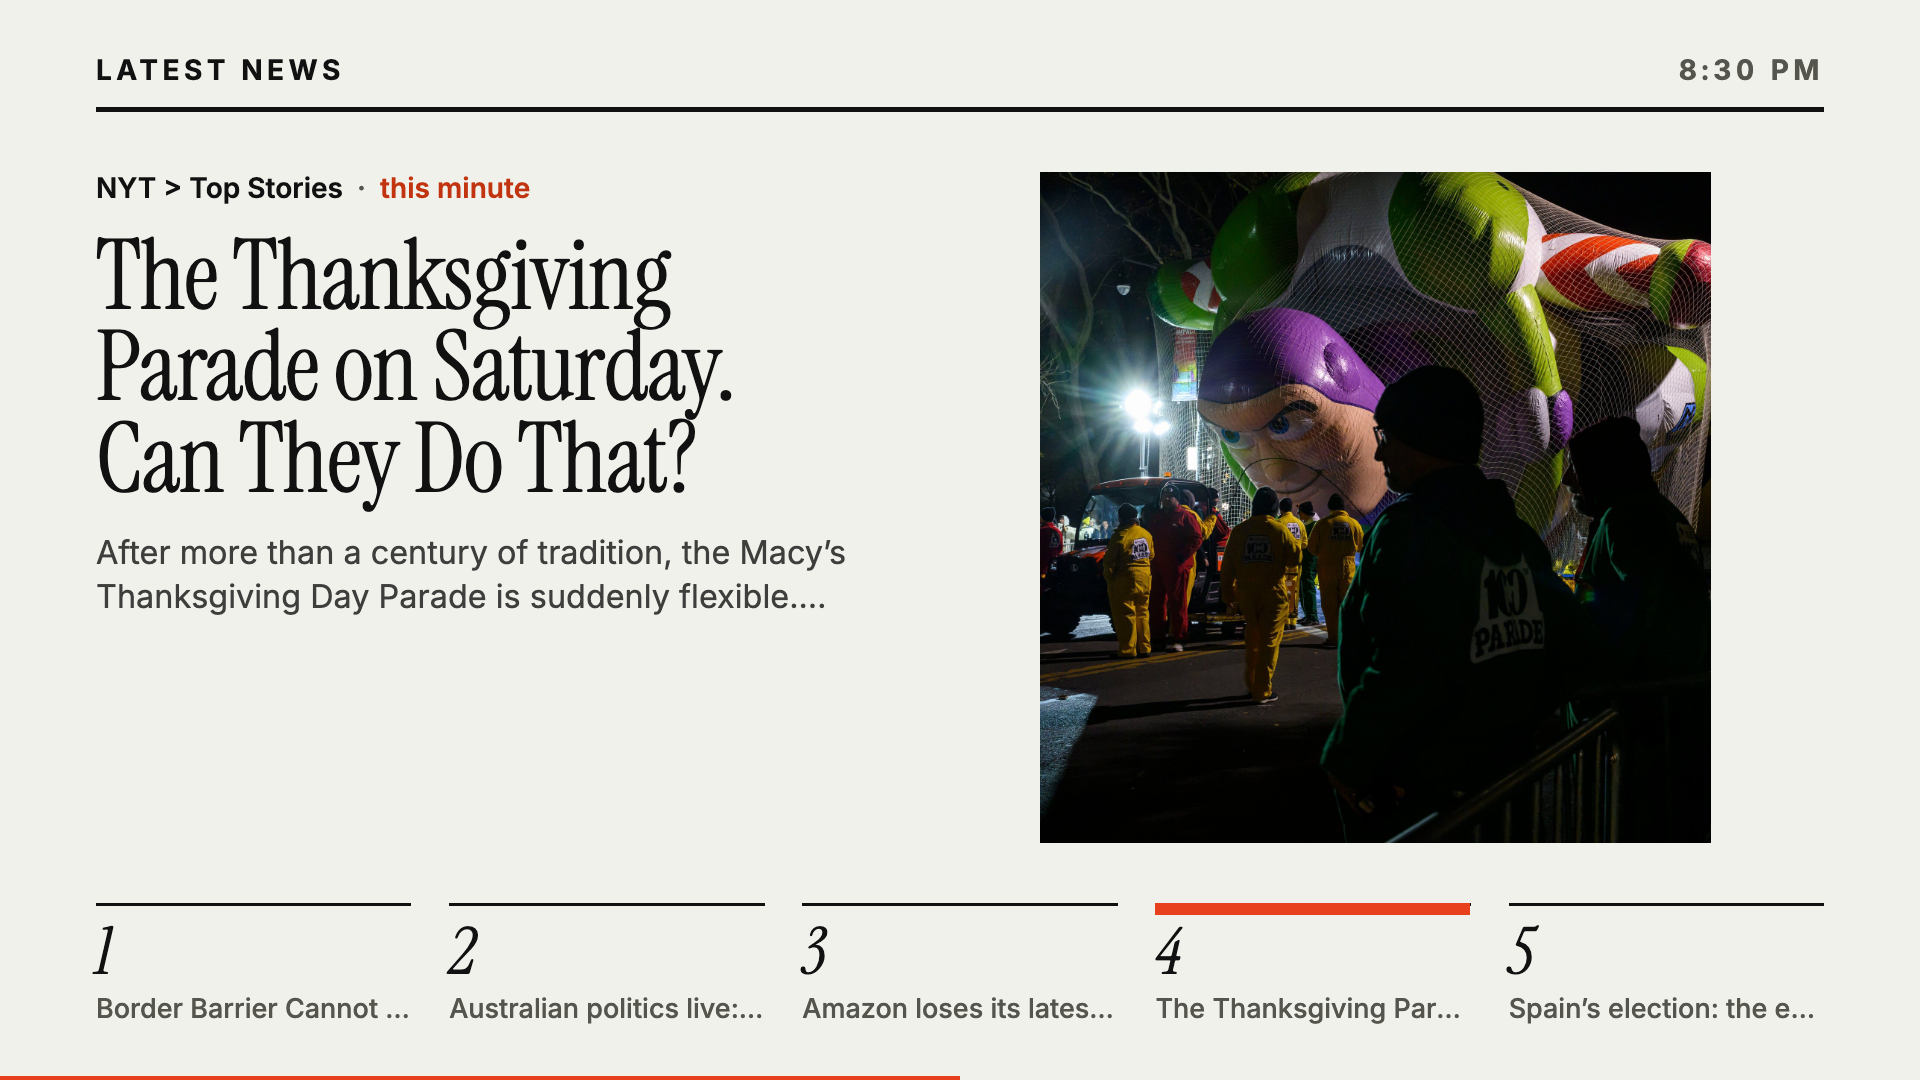 LATEST NEWS
8:30 PM
NYT > Top Stories · this minute
The Thanksgiving
Parade on Saturday.
Can They Do That?
After more than a century of tradition, the Macy’s
Thanksgiving Day Parade is suddenly flexible....
100
PARADE
1
Border Barrier Cannot ...
2
Australian politics live:...
3
Amazon loses its lates...
4
The Thanksgiving Par...
5
Spain’s election: the e...